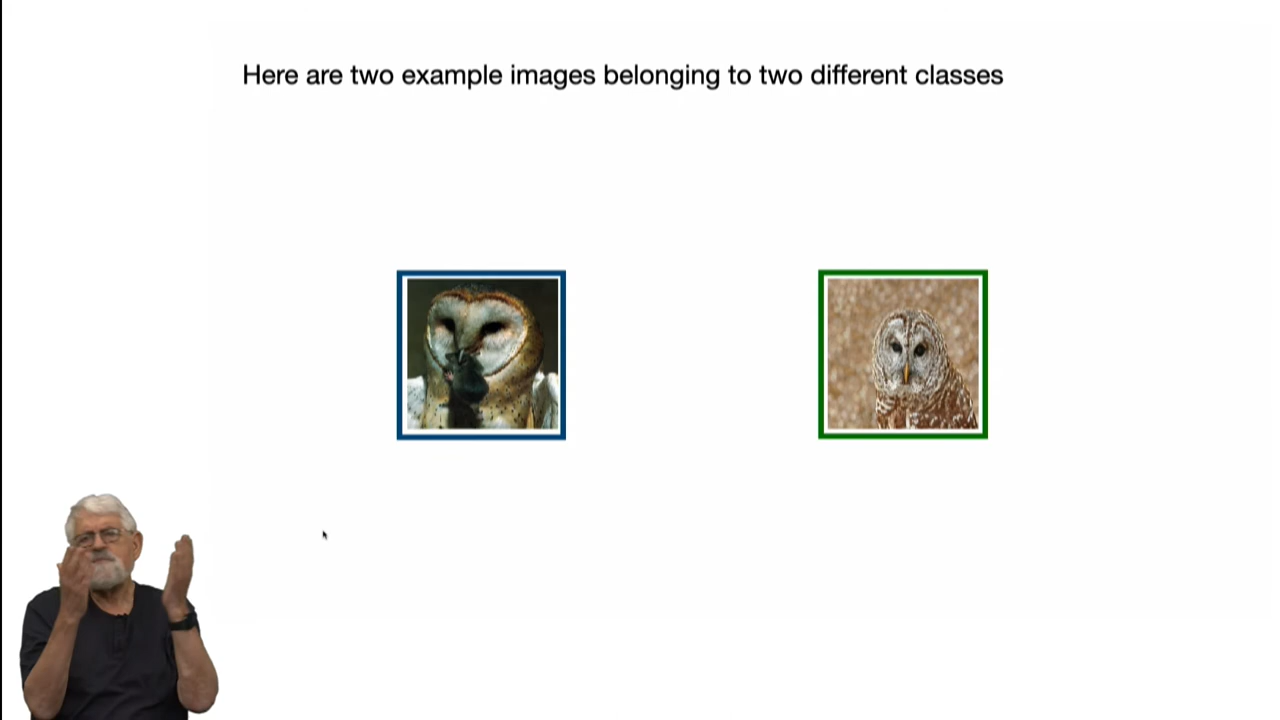 Here are two example images belonging to two different classes